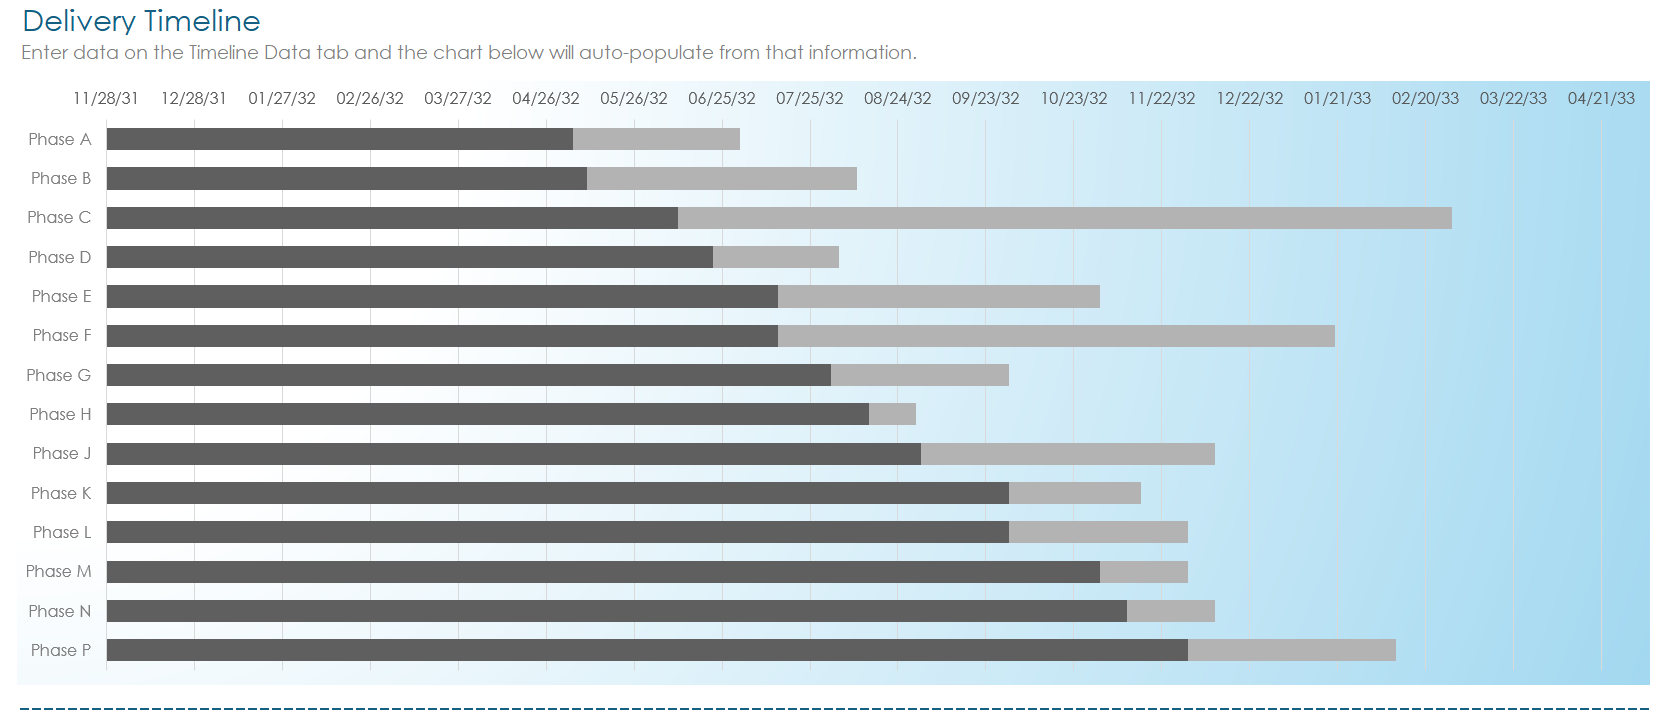 Delivery Timeline
Enter data on the Timeline Data tab and the chart below will auto-populate from that information.
11/28/31 12/28/31 01/27/32 02/26/32 03/27/32 04/26/32 05/26/32 06/25/32 07/25/32 08/24/32 09/23/32 10/23/32 11/22/32 12/22/32 01/21/33 02/20/33 03/22/33 04/21/33
Phase A
Phase B
Phase C
Phase D
Phase E
Phase F
Phase G
Phase H
Phase J
Phase K
Phase L
Phase M
Phase N
Phase P